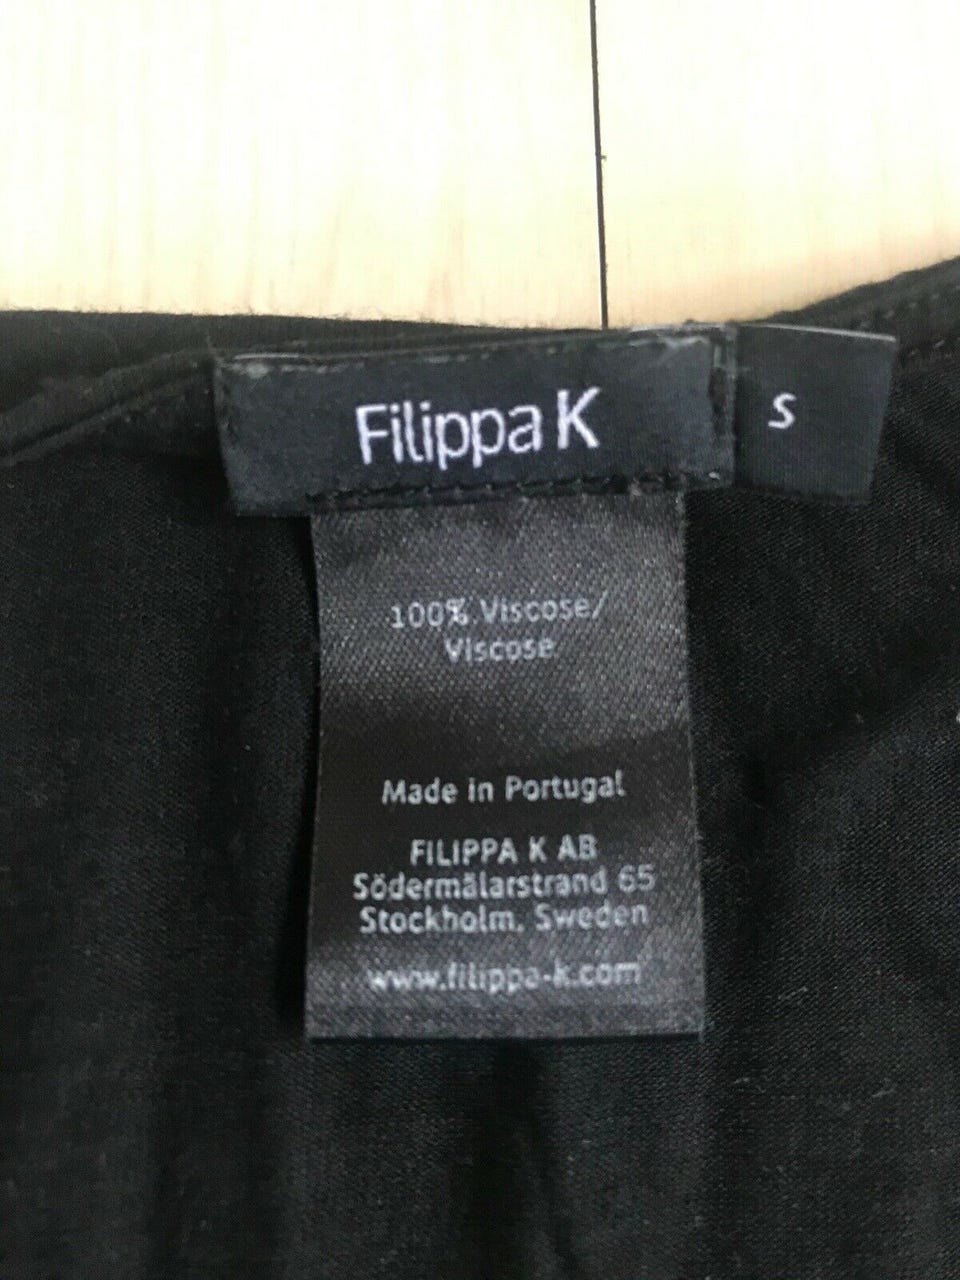 Filippa K
S
100% Viscose/
Viscose
Made in Portugal
FILIPPA K AB
Södermälarstrand 65
Stockholm, Sweden
www.filippa-k.com